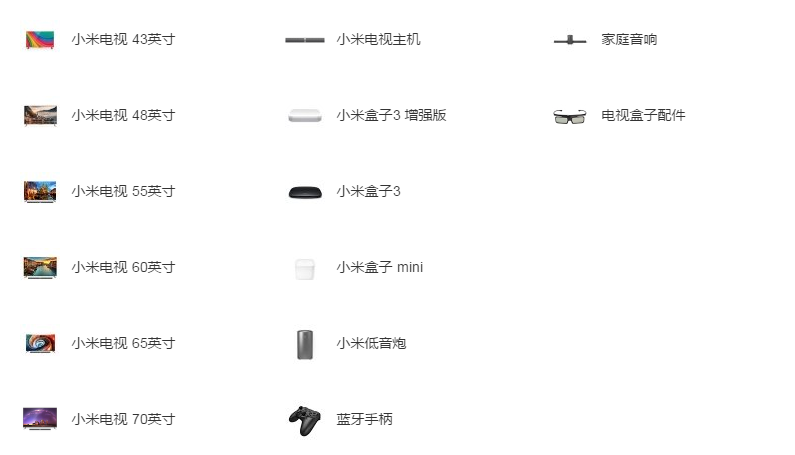 小米电视 43英寸
小米电视 48英寸
小米电视 55英寸
小米电视 60英寸
小米电视 65英寸
小米电视 70英寸
小米电视主机
小米盒子3 增强版
小米盒子3
小米盒子 mini
小米低音炮
蓝牙手柄
家庭音响
电视盒子配件